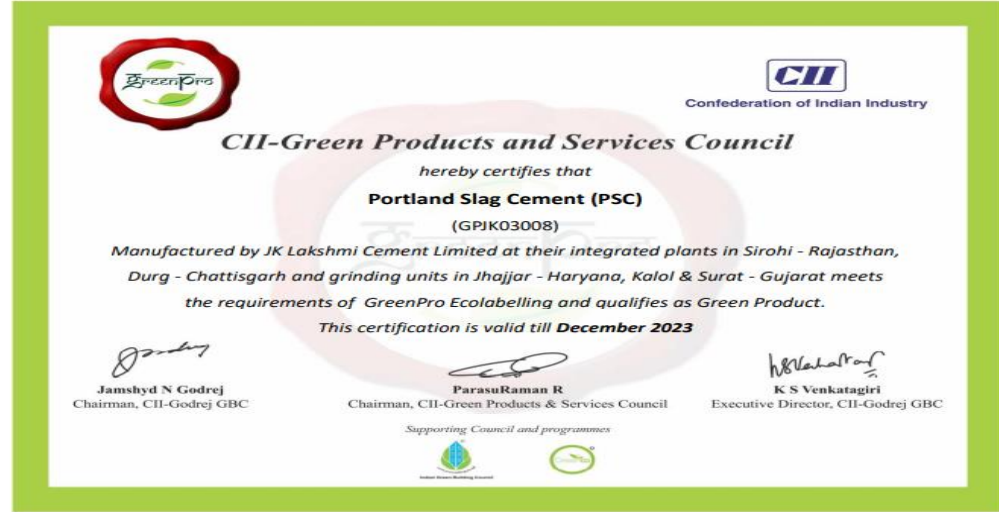 GreenPro
CII
Confederation of Indian Industry
CII-Green Products and Services Council
hereby certifies that
Portland Slag Cement (PSC)
(GPJK03008)
Manufactured by JK Lakshmi Cement Limited at their integrated plants in Sirohi - Rajasthan,
Durg - Chattisgarh and grinding units in Jhajjar - Haryana, Kalol & Surat - Gujarat meets
the requirements of GreenPro Ecolabelling and qualifies as Green Product.
This certification is valid till December 2023
Jamshyd N Godrej
Chairman, CII-Godrej GBC
ParasuRaman R
Chairman, CII-Green Products & Services Council
K S Venkatagiri
Executive Director, CII-Godrej GBC
Supporting Council and programmes
Indian Green Building Council